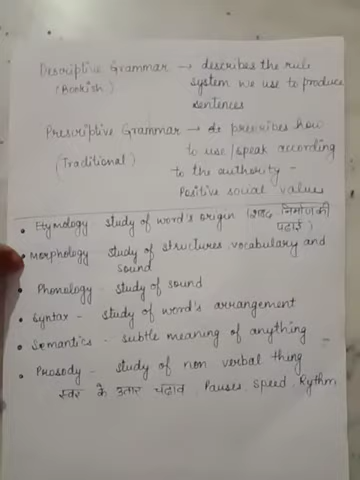 Descriptive Grammar → describes the rule
(Bookish) system we use to produce
sentences
Prescriptive Grammar → prescribes how
to use/speak according
(Traditional) to the authority -
Positive social values
• Etymology - study of word's origin (शब्द निर्माण की
पढ़ाई)
• Morphology study of structures, vocabulary and
sound
• Phonology - study of sound
• Syntax - study of word's arrangement
• Semantics - subtle meaning of anything
• Prosody - study of non verbal thing
स्वर के उतार चढ़ाव, Pauses, Speed, Rythm